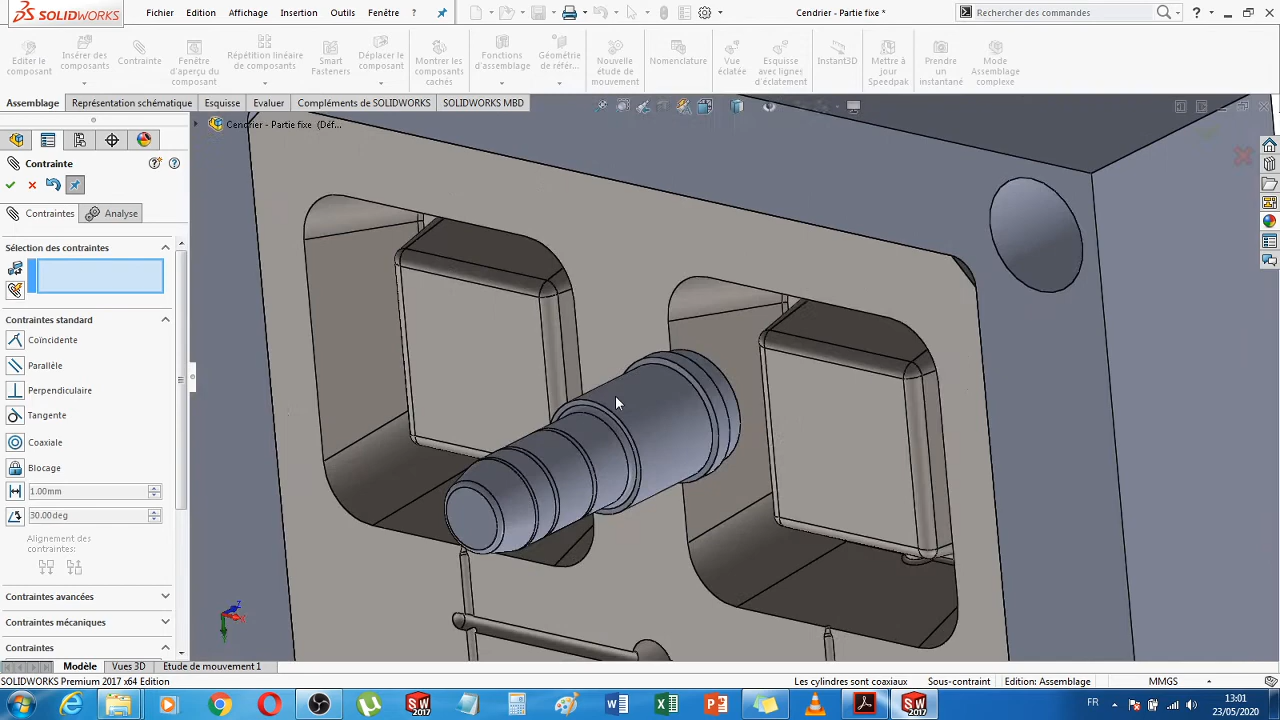 SOLIDWORKS
Fichier Edition Affichage Insertion Outils Fenêtre ?
Cendrier - Partie fixe *
Rechercher des commandes
Editer le composant
Insérer des composants
Contrainte
Fenêtre d'aperçu du composant
Répétition linéaire de composants
Smart Fasteners
Déplacer le composant
Montrer les composants cachés
Fonctions d'assemblage
Géométrie de réf...
Nouvelle étude de mouvement
Nomenclature
Vue éclatée
Esquisse avec lignes d'éclatement
Instant3D
Mettre à jour Speedpak
Prendre un instantané
Mode Assemblage complexe
Assemblage Représentation schématique Esquisse Evaluer Compléments de SOLIDWORKS SOLIDWORKS MBD
Cendrier - Partie fixe (Déf...
Contrainte
Contraintes Analyse
Sélection des contraintes
Contraintes standard
Coïncidente
Parallèle
Perpendiculaire
Tangente
Coaxiale
Blocage
1.00mm
30.00deg
Alignement des
contraintes:
Contraintes avancées
Contraintes mécaniques
Contraintes
Modèle Vues 3D Etude de mouvement 1
SOLIDWORKS Premium 2017 x64 Edition
Les cylindres sont coaxiaux Sous-contraint Édition: Assemblage MMGS
FR
13:01
23/05/2020